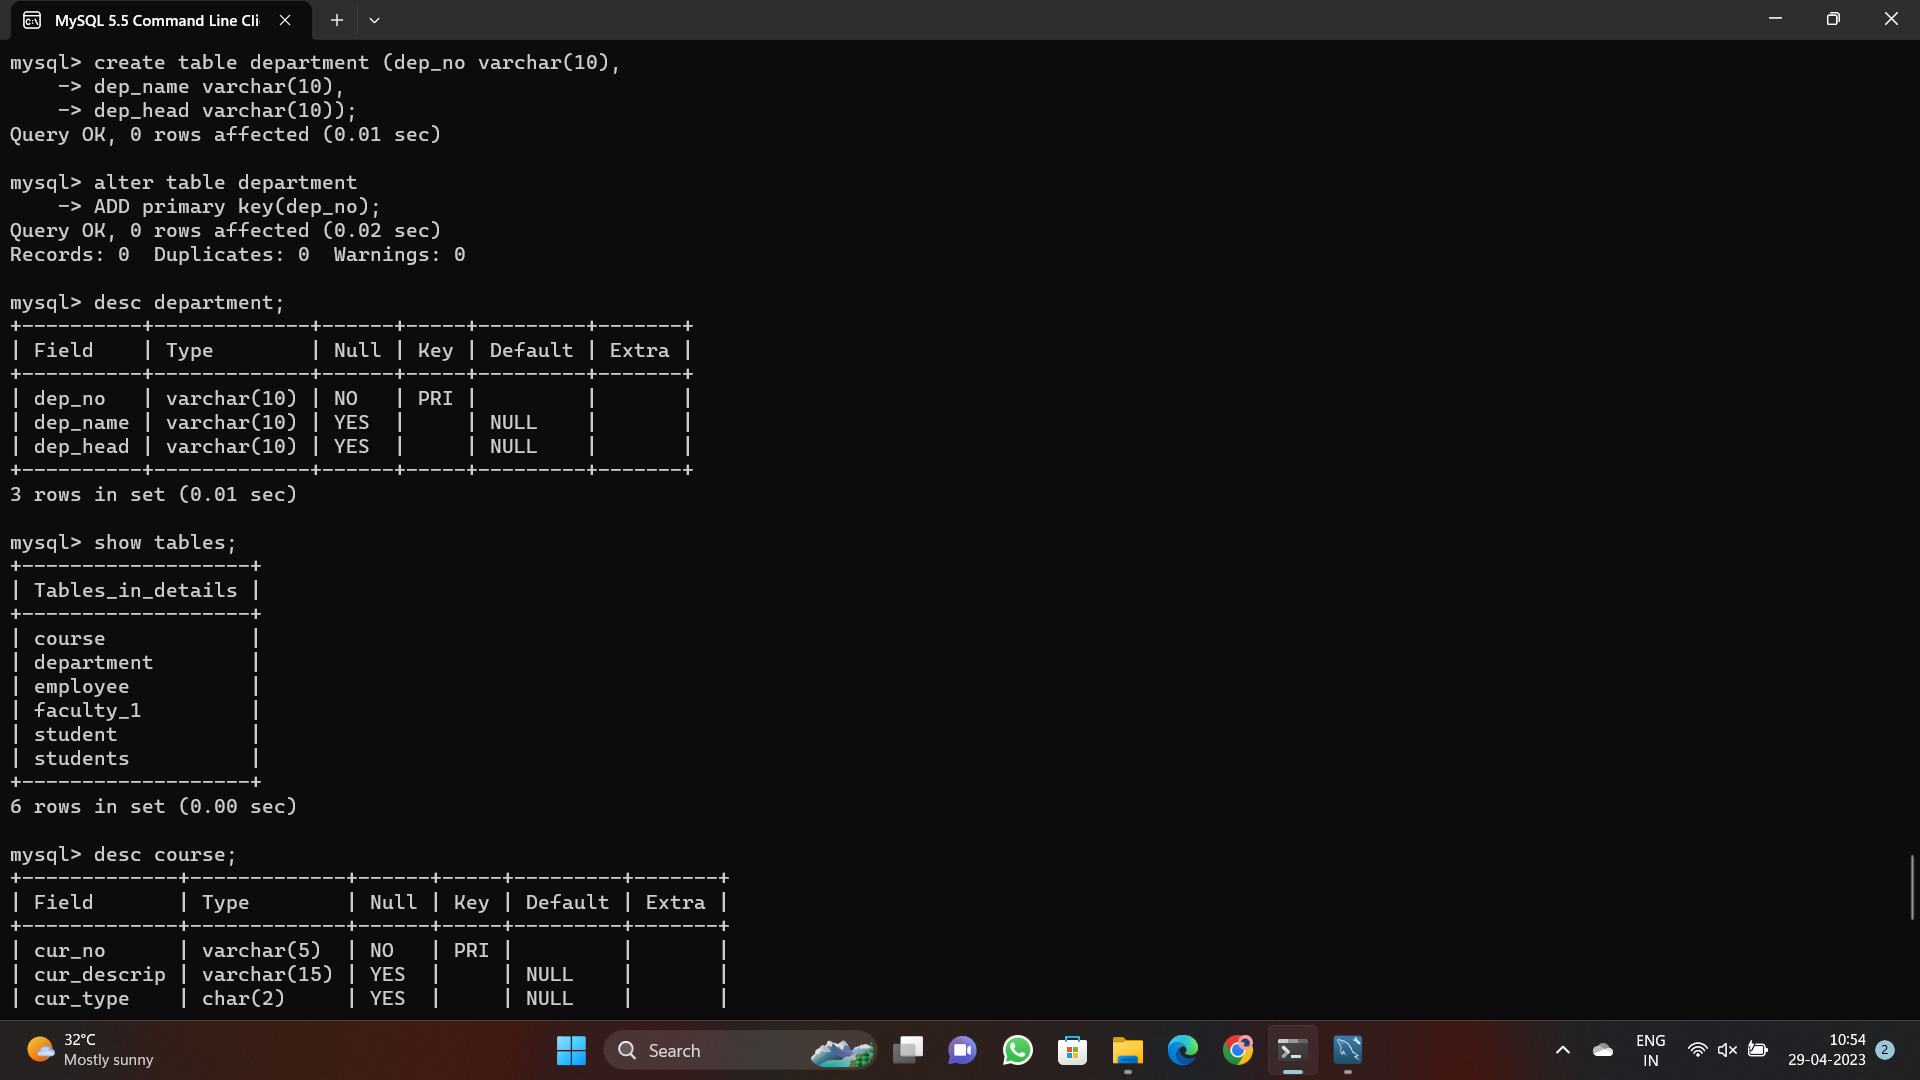 MySQL 5.5 Command Line Cli
mysql> create table department (dep_no varchar(10),
    -> dep_name varchar(10),
    -> dep_head varchar(10));
Query OK, 0 rows affected (0.01 sec)
mysql> alter table department
    -> ADD primary key(dep_no);
Query OK, 0 rows affected (0.02 sec)
Records: 0  Duplicates: 0  Warnings: 0
mysql> desc department;
+----------+-------------+------+-----+---------+-------+
| Field    | Type        | Null | Key | Default | Extra |
+----------+-------------+------+-----+---------+-------+
| dep_no   | varchar(10) | NO   | PRI |         |       |
| dep_name | varchar(10) | YES  |     | NULL    |       |
| dep_head | varchar(10) | YES  |     | NULL    |       |
+----------+-------------+------+-----+---------+-------+
3 rows in set (0.01 sec)
mysql> show tables;
+-------------------+
| Tables_in_details |
+-------------------+
| course            |
| department        |
| employee          |
| faculty_1         |
| student           |
| students          |
+-------------------+
6 rows in set (0.00 sec)
mysql> desc course;
+-------------+-------------+------+-----+---------+-------+
| Field       | Type        | Null | Key | Default | Extra |
+-------------+-------------+------+-----+---------+-------+
| cur_no      | varchar(5)  | NO   | PRI |         |       |
| cur_descrip | varchar(15) | YES  |     | NULL    |       |
| cur_type    | char(2)     | YES  |     | NULL    |       |
32°C
Mostly sunny
Search
ENG
IN
10:54
29-04-2023
2